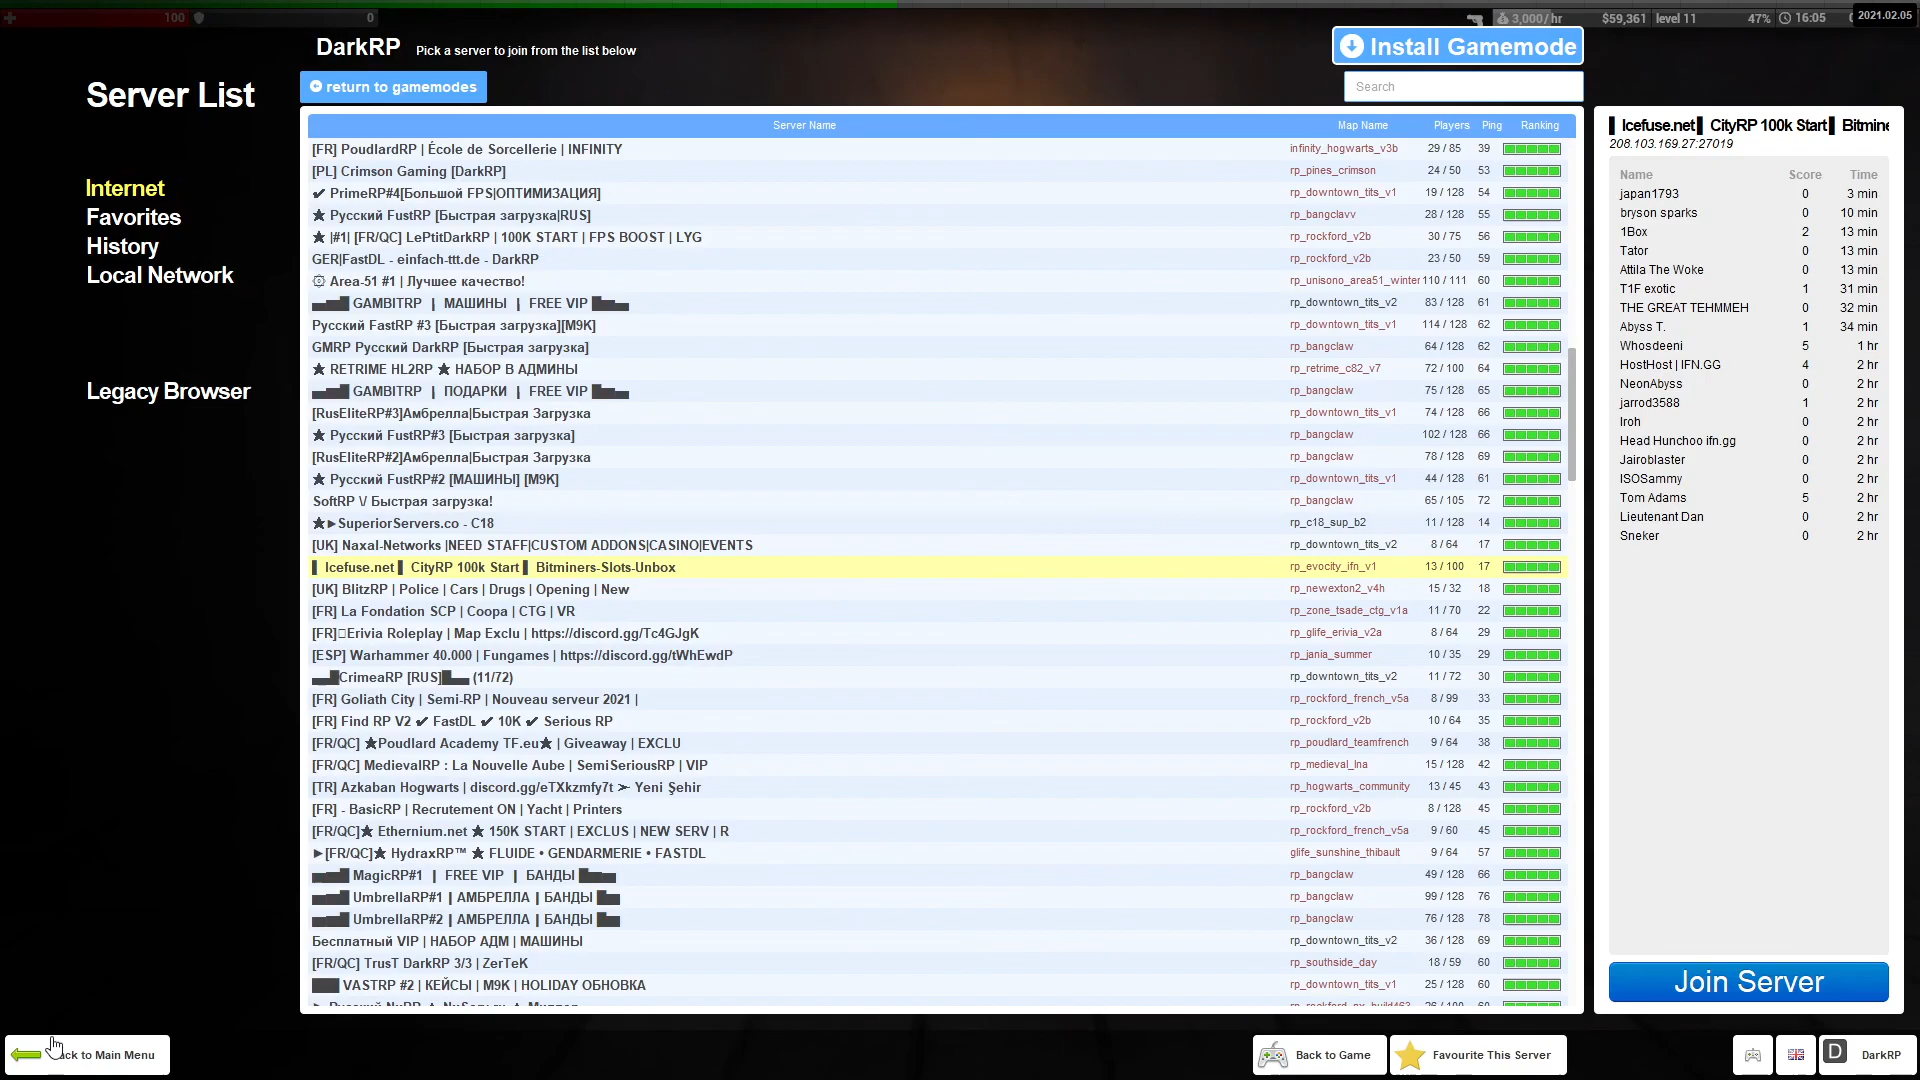 100
0
3,000/hr
$59,361
level 11
47%
16:05
2021.02.05
DarkRP Pick a server to join from the list below
Install Gamemode
return to gamemodes
Search
Server List
Internet
Favorites
History
Local Network
Legacy Browser
Server Name Map Name Players Ping Ranking
[FR] PoudlardRP | École de Sorcellerie | INFINITY infinity_hogwarts_v3b 29 / 85 39
[PL] Crimson Gaming [DarkRP] rp_pines_crimson 24 / 50 53
✔ PrimeRP#4[Большой FPS|ОПТИМИЗАЦИЯ] rp_downtown_tits_v1 19 / 128 54
★ Русский FustRP [Быстрая загрузка|RUS] rp_bangclavv 28 / 128 55
★ |#1| [FR/QC] LePtitDarkRP | 100K START | FPS BOOST | LYG rp_rockford_v2b 30 / 75 56
GER|FastDL - einfach-ttt.de - DarkRP rp_rockford_v2b 23 / 50 59
Area-51 #1 | Лучшее качество! rp_unisono_area51_winter 110 / 111 60
▄▅▆█ GAMBITRP | МАШИНЫ | FREE VIP █▆▅▄ rp_downtown_tits_v2 83 / 128 61
Русский FastRP #3 [Быстрая загрузка][M9K] rp_downtown_tits_v1 114 / 128 62
GMRP Русский DarkRP [Быстрая загрузка] rp_bangclaw 64 / 128 62
★ RETRIME HL2RP ★ НАБОР В АДМИНЫ rp_retrime_c82_v7 72 / 100 64
▄▅▆█ GAMBITRP | ПОДАРКИ | FREE VIP █▆▅▄ rp_bangclaw 75 / 128 65
[RusEliteRP#3]Амбрелла|Быстрая Загрузка rp_downtown_tits_v1 74 / 128 66
★ Русский FustRP#3 [Быстрая загрузка] rp_bangclaw 102 / 128 66
[RusEliteRP#2]Амбрелла|Быстрая Загрузка rp_bangclaw 78 / 128 69
★ Русский FustRP#2 [МАШИНЫ] [M9K] rp_downtown_tits_v1 44 / 128 61
SoftRP \/ Быстрая загрузка! rp_bangclaw 65 / 105 72
★►SuperiorServers.co - C18 rp_c18_sup_b2 11 / 128 14
[UK] Naxal-Networks |NEED STAFF|CUSTOM ADDONS|CASINO|EVENTS rp_downtown_tits_v2 8 / 64 17
▌ Icefuse.net ▌ CityRP 100k Start ▌ Bitminers-Slots-Unbox rp_evocity_ifn_v1 13 / 100 17
[UK] BlitzRP | Police | Cars | Drugs | Opening | New rp_newexton2_v4h 15 / 32 18
[FR] La Fondation SCP | Coopa | CTG | VR rp_zone_tsade_ctg_v1a 11 / 70 22
[FR]▯Erivia Roleplay | Map Exclu | https://discord.gg/Tc4GJgK rp_glife_erivia_v2a 8 / 64 29
[ESP] Warhammer 40.000 | Fungames | https://discord.gg/tWhEwdP rp_jania_summer 10 / 35 29
▄▅█CrimeaRP [RUS]█▅▄ (11/72) rp_downtown_tits_v2 11 / 72 30
[FR] Goliath City | Semi-RP | Nouveau serveur 2021 | rp_rockford_french_v5a 8 / 99 33
[FR] Find RP V2 ✔ FastDL ✔ 10K ✔ Serious RP rp_rockford_v2b 10 / 64 35
[FR/QC] ★Poudlard Academy TF.eu★ | Giveaway | EXCLU rp_poudlard_teamfrench 9 / 64 38
[FR/QC] MedievalRP : La Nouvelle Aube | SemiSeriousRP | VIP rp_medieval_lna 15 / 128 42
[TR] Azkaban Hogwarts | discord.gg/eTXkzmfy7t ➣ Yeni Şehir rp_hogwarts_community 13 / 45 43
[FR] - BasicRP | Recrutement ON | Yacht | Printers rp_rockford_v2b 8 / 128 45
[FR/QC]★ Ethernium.net ★ 150K START | EXCLUS | NEW SERV | R rp_rockford_french_v5a 9 / 60 45
►[FR/QC]★ HydraxRP™ ★ FLUIDE • GENDARMERIE • FASTDL glife_sunshine_thibault 9 / 64 57
▄▅▆█ MagicRP#1 | FREE VIP | БАНДЫ █▆▅▄ rp_bangclaw 49 / 128 66
▄▅▆█ UmbrellaRP#1 | АМБРЕЛЛА | БАНДЫ █▆▅ rp_bangclaw 99 / 128 76
▄▅▆█ UmbrellaRP#2 | АМБРЕЛЛА | БАНДЫ █▆▅ rp_bangclaw 76 / 128 78
Бесплатный VIP | НАБОР АДМ | МАШИНЫ rp_downtown_tits_v2 36 / 128 69
[FR/QC] TrusT DarkRP 3/3 | ZerTeK rp_southside_day 18 / 59 60
███ VASTRP #2 | КЕЙСЫ | M9K | HOLIDAY ОБНОВКА rp_downtown_tits_v1 25 / 128 60
▌ Icefuse.net ▌ CityRP 100k Start ▌ Bitmine
208.103.169.27:27019
Name Score Time
japan1793 0 3 min
bryson sparks 0 10 min
1Box 2 13 min
Tator 0 13 min
Attila The Woke 0 13 min
T1F exotic 1 31 min
THE GREAT TEHMMEH 0 32 min
Abyss T. 1 34 min
Whosdeeni 5 1 hr
HostHost | IFN.GG 4 2 hr
NeonAbyss 0 2 hr
jarrod3588 1 2 hr
Iroh 0 2 hr
Head Hunchoo ifn.gg 0 2 hr
Jairoblaster 0 2 hr
ISOSammy 0 2 hr
Tom Adams 5 2 hr
Lieutenant Dan 0 2 hr
Sneker 0 2 hr
Join Server
to Main Menu
Back to Game
Favourite This Server
D DarkRP